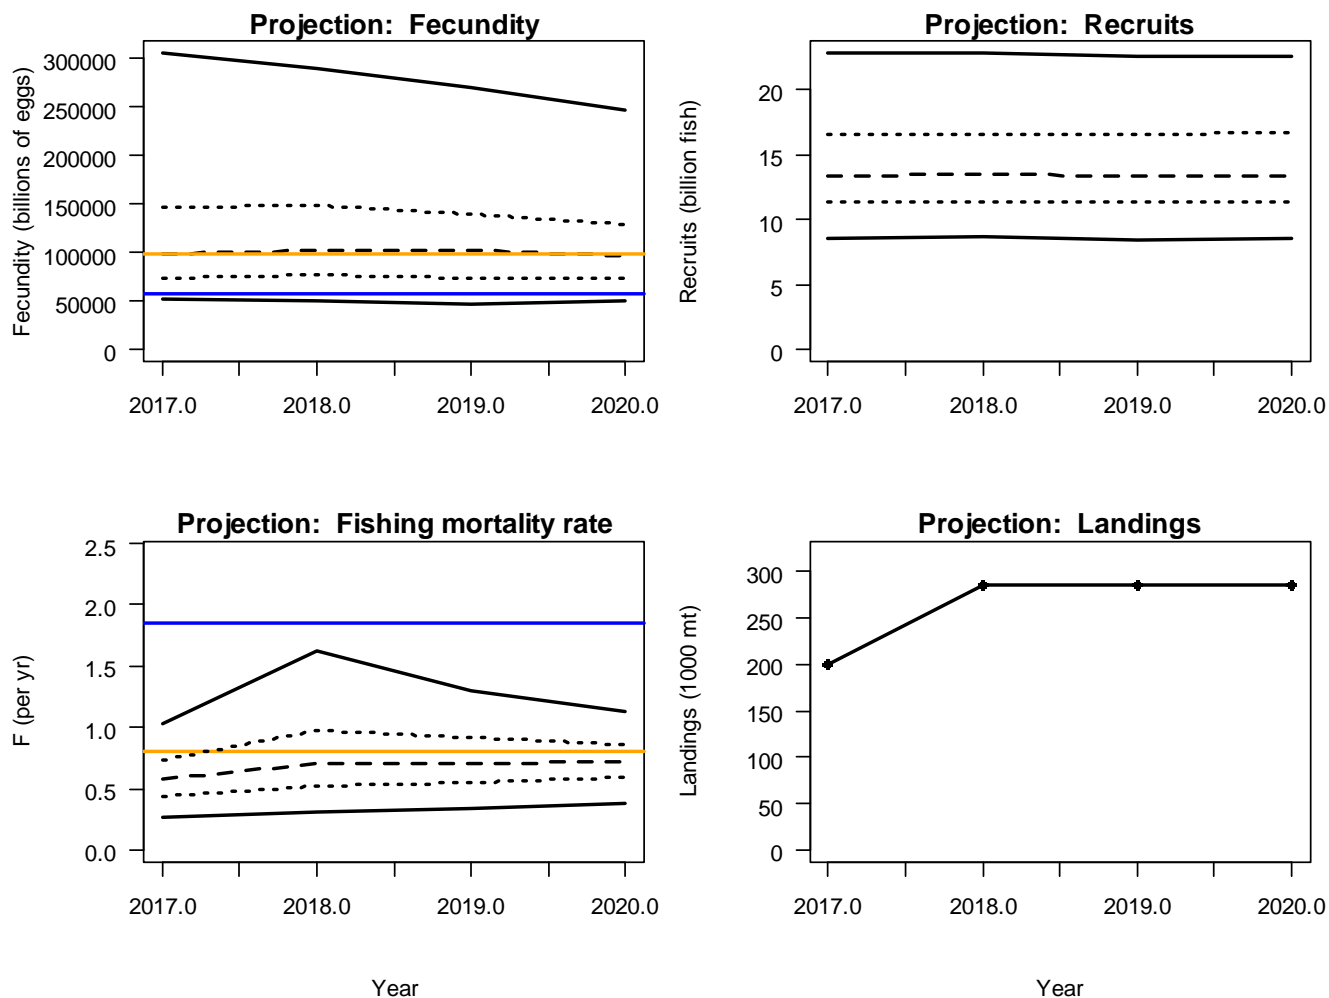 Projection:  Fecundity
Fecundity (billions of eggs)
300000
250000
200000
150000
100000
50000
0
2017.0 2018.0 2019.0 2020.0
Projection:  Recruits
Recruits (billion fish)
20
15
10
5
0
2017.0 2018.0 2019.0 2020.0
Projection:  Fishing mortality rate
F (per yr)
2.5
2.0
1.5
1.0
0.5
0.0
2017.0 2018.0 2019.0 2020.0
Year
Projection:  Landings
Landings (1000 mt)
300
250
200
150
100
50
0
2017.0 2018.0 2019.0 2020.0
Year